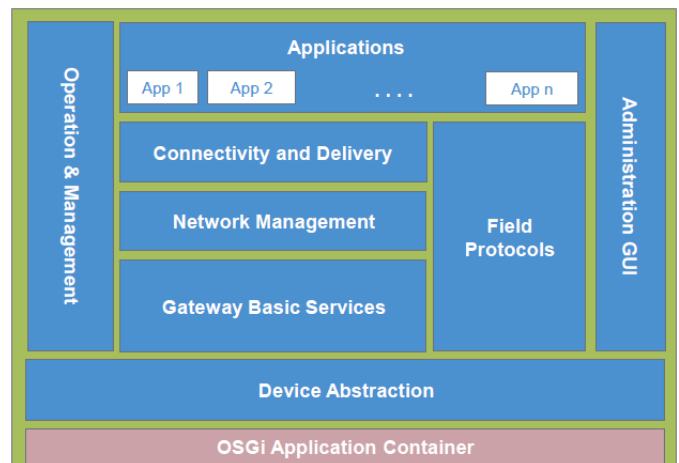 Operation & Management
Applications
App 1
App 2
. . . .
App n
Connectivity and Delivery
Network Management
Gateway Basic Services
Field
Protocols
Administration GUI
Device Abstraction
OSGi Application Container